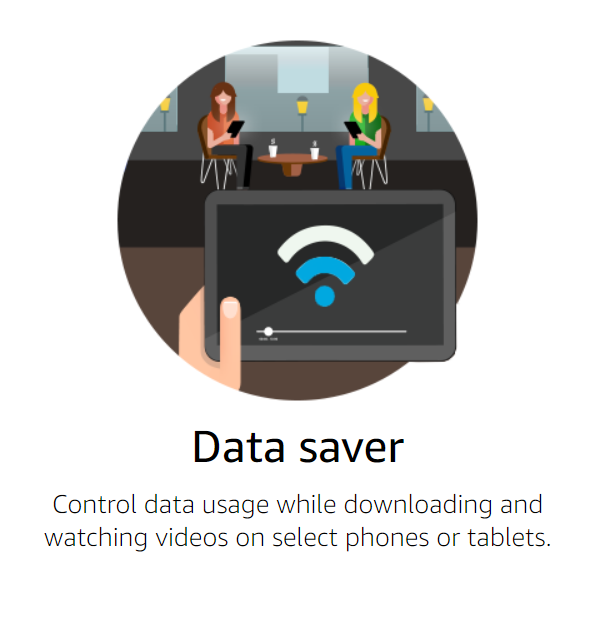 Data saver
Control data usage while downloading and
watching videos on select phones or tablets.